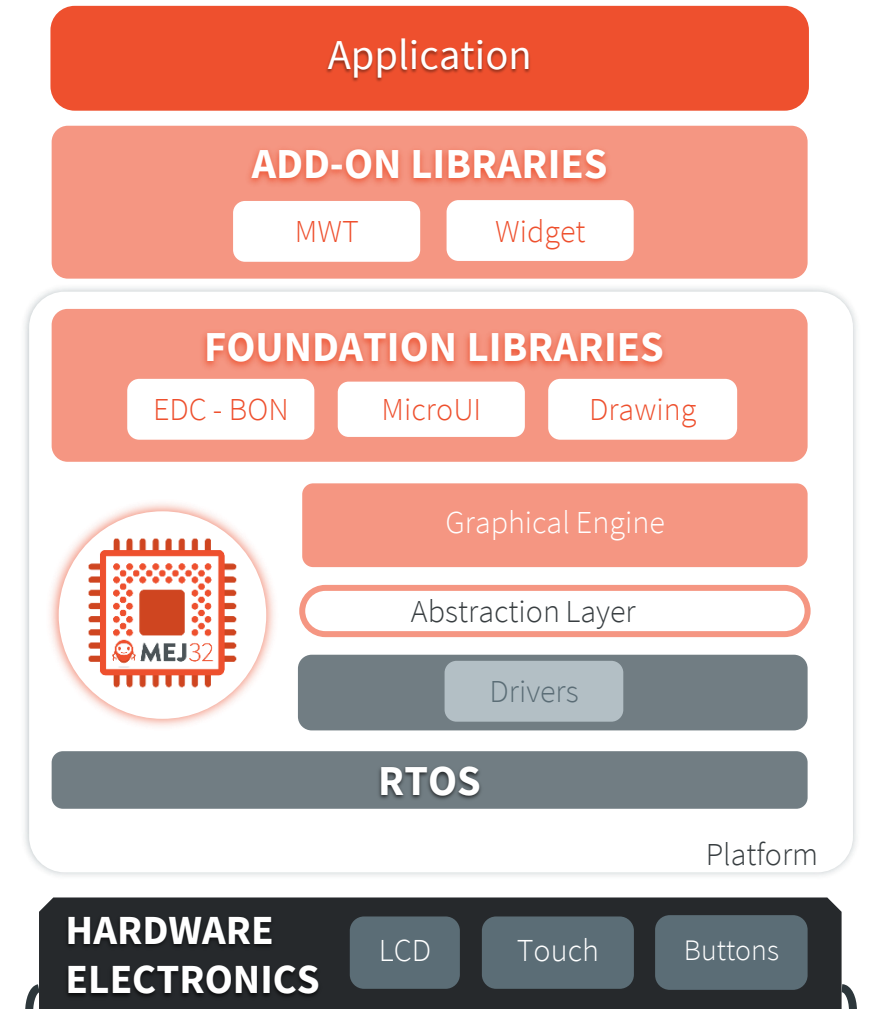 Application
ADD-ON LIBRARIES
MWT
Widget
FOUNDATION LIBRARIES
EDC - BON
MicroUI
Drawing
Graphical Engine
Abstraction Layer
MEJ32
Drivers
RTOS
Platform
HARDWARE
ELECTRONICS
LCD
Touch
Buttons